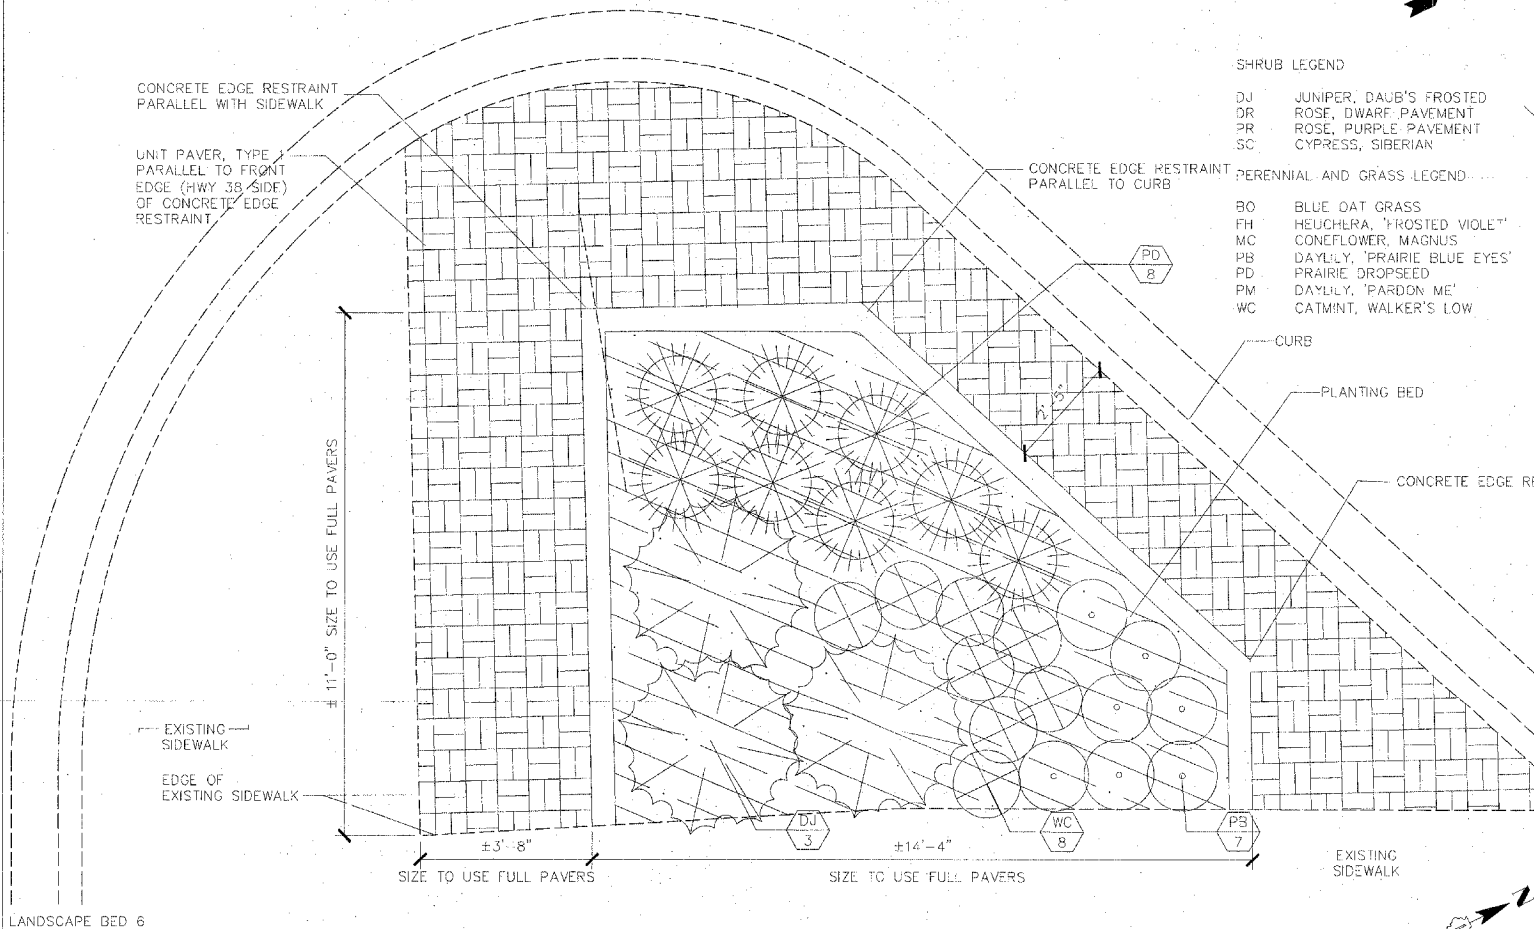 CONCRETE EDGE RESTRAINT
PARALLEL WITH SIDEWALK
UNIT PAVER, TYPE 1
PARALLEL TO FRONT
EDGE (HWY 38 SIDE)
OF CONCRETE EDGE
RESTRAINT
CONCRETE EDGE RESTRAINT
PARALLEL TO CURB
PD
8
SHRUB LEGEND
DJ JUNIPER, DAUB'S FROSTED
DR ROSE, DWARF PAVEMENT
PR ROSE, PURPLE PAVEMENT
SC CYPRESS, SIBERIAN
PERENNIAL AND GRASS LEGEND
BO BLUE OAT GRASS
FH HEUCHERA, 'FROSTED VIOLET'
MC CONEFLOWER, MAGNUS
PB DAYLILY, 'PRAIRIE BLUE EYES'
PD PRAIRIE DROPSEED
PM DAYLILY, 'PARDON ME'
WC CATMINT, WALKER'S LOW
CURB
PLANTING BED
2'-5"
CONCRETE EDGE RE
± 11'-0" SIZE TO USE FULL PAVERS
EXISTING
SIDEWALK
EDGE OF
EXISTING SIDEWALK
DJ
3
WC
8
PB
7
±3'-8"
SIZE TO USE FULL PAVERS
±14'-4"
SIZE TO USE FULL PAVERS
EXISTING
SIDEWALK
LANDSCAPE BED 6